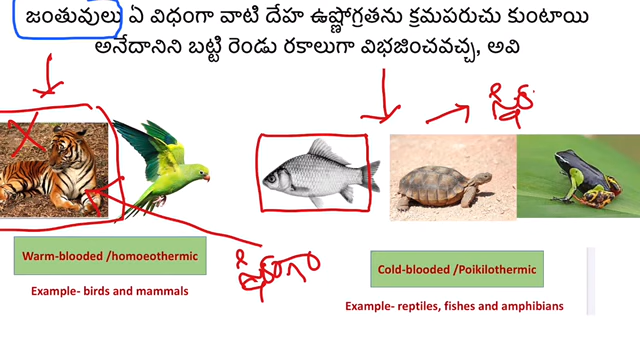 జంతువులు ఏ విధంగా వాటి దేహ ఉష్ణోగ్రతను క్రమపరుచు కుంటాయి
అనేదానిని బట్టి రెండు రకాలుగా విభజించవచ్చ, అవి
Warm-blooded /homoeothermic
Example- birds and mammals
Cold-blooded /Poikilothermic
Example- reptiles, fishes and amphibians